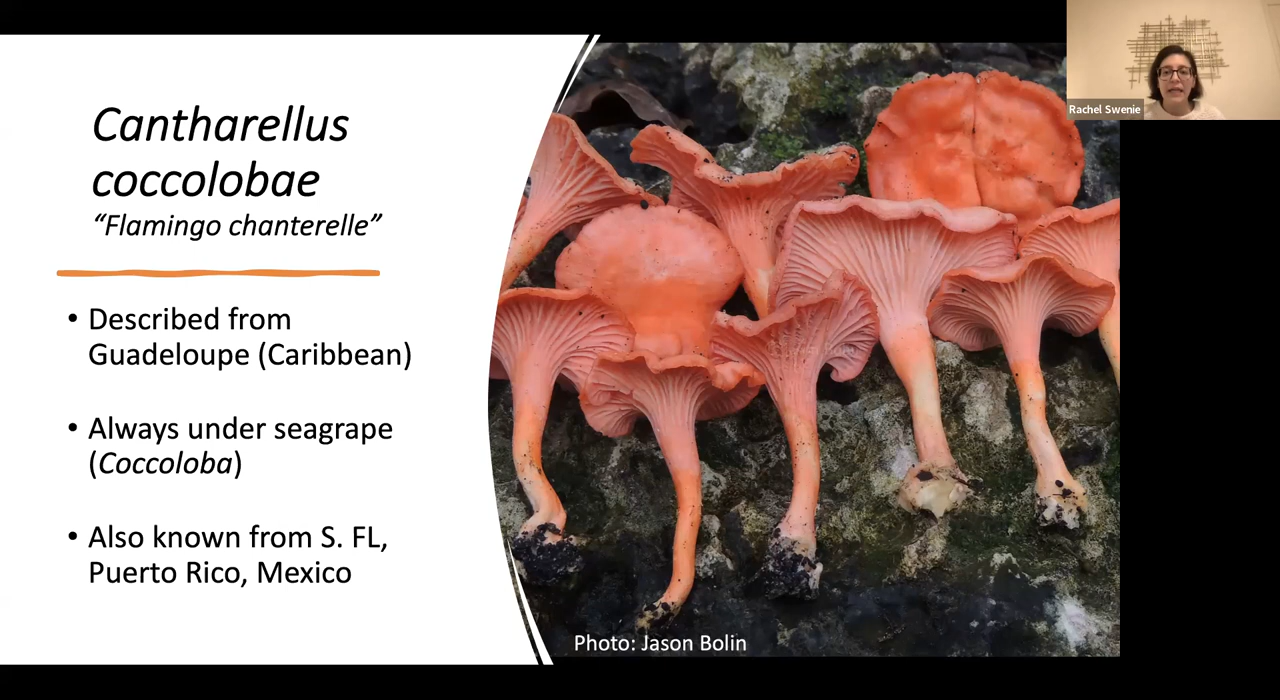 Cantharellus
coccolobae
“Flamingo chanterelle”
• Described from
Guadeloupe (Caribbean)
• Always under seagrape
(Coccoloba)
• Also known from S. FL,
Puerto Rico, Mexico
Photo: Jason Bolin
Rachel Swenie